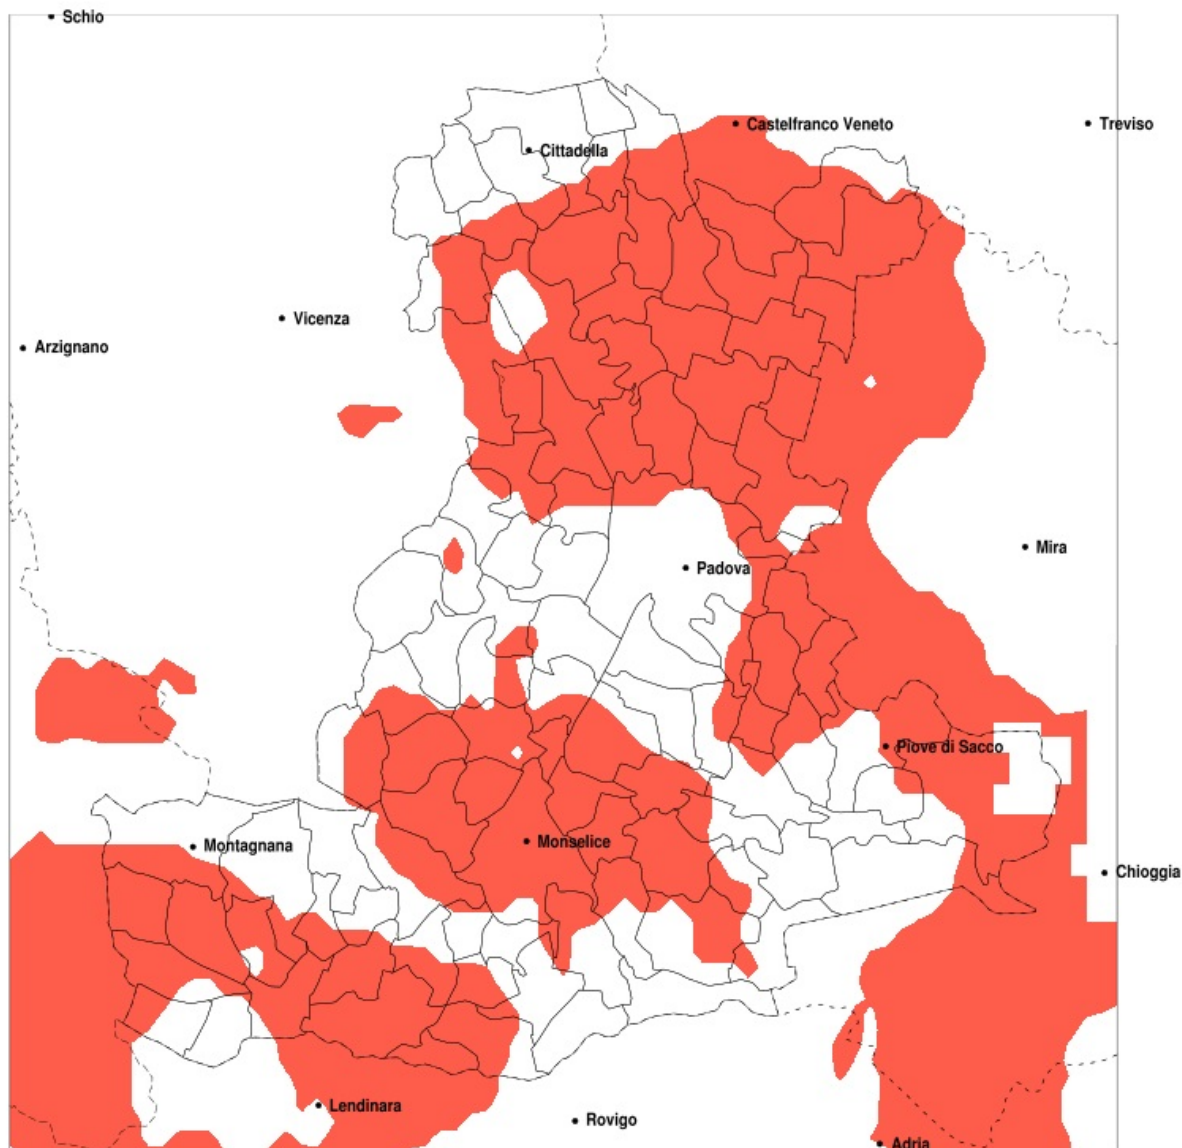 Schio
Castelfranco Veneto
Treviso
Cittadella
Vicenza
Arzignano
Mira
Padova
Piove di Sacco
Monselice
Montagnana
Chioggia
Lendinara
Rovigo
Adria